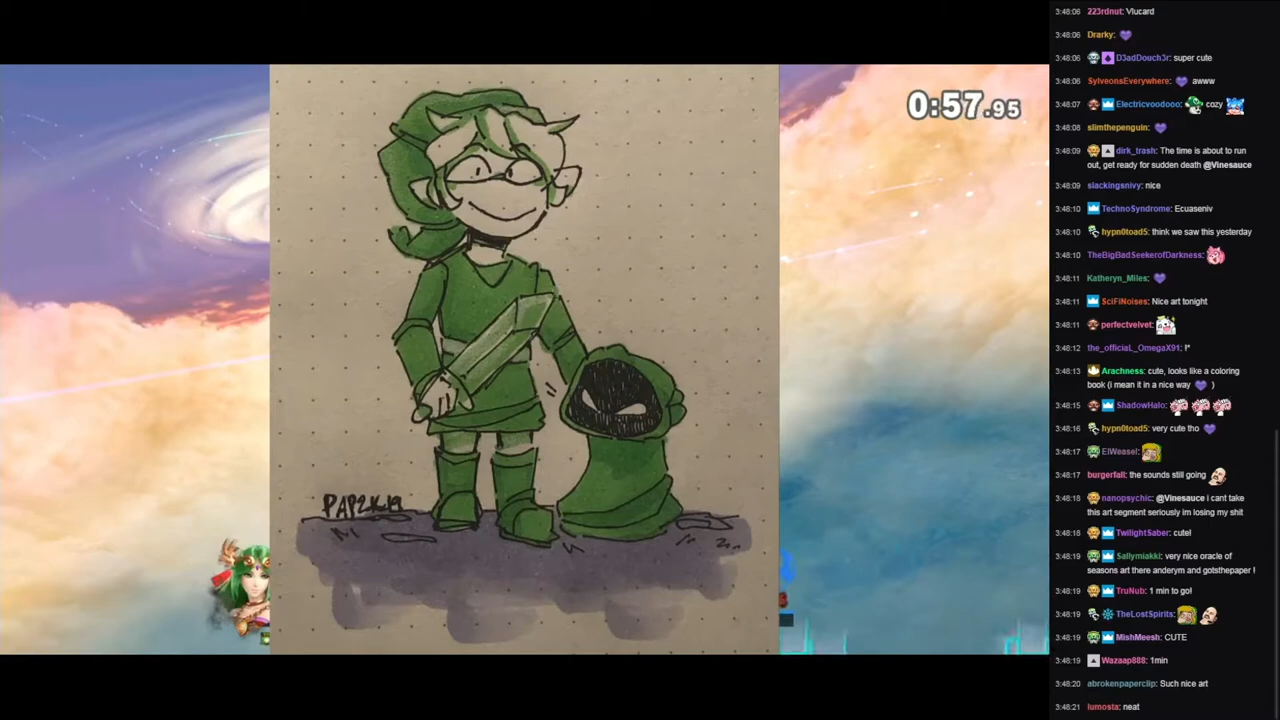 0:57.95
PAPZK19
3:48:06 223rdnut: Vlucard
3:48:06 Drarky:
3:48:06 D3adDouch3r: super cute
3:48:06 SylveonsEverywhere: awww
3:48:07 Electricvoodooo: cozy
3:48:08 slimthepenguin:
3:48:09 dirk_trash: The time is about to run
out, get ready for sudden death @Vinesauce
3:48:09 slackingsnivy: nice
3:48:10 TechnoSyndrome: Ecuaseniv
3:48:10 hypn0toad5: think we saw this yesterday
3:48:10 TheBigBadSeekerofDarkness:
3:48:11 Katheryn_Miles:
3:48:11 SciFiNoises: Nice art tonight
3:48:11 perfectvelvet:
3:48:12 the_officiaL_OmegaX91: !*
3:48:13 Arachness: cute, looks like a coloring
book (i mean it in a nice way )
3:48:15 ShadowHalo:
3:48:16 hypn0toad5: very cute tho
3:48:17 ElWeasel:
3:48:17 burgerfall: the sounds still going
3:48:18 nanopsychic: @Vinesauce i cant take
this art segment seriously im losing my shit
3:48:18 TwilightSaber: cute!
3:48:19 Sallymiakki: very nice oracle of
seasons art there anderym and gotsthepaper !
3:48:19 TruNub: 1 min to go!
3:48:19 TheLostSpirits:
3:48:19 MishMeesh: CUTE
3:48:19 Wazaap888: 1min
3:48:20 abrokenpaperclip: Such nice art
3:48:21 lumosta: neat